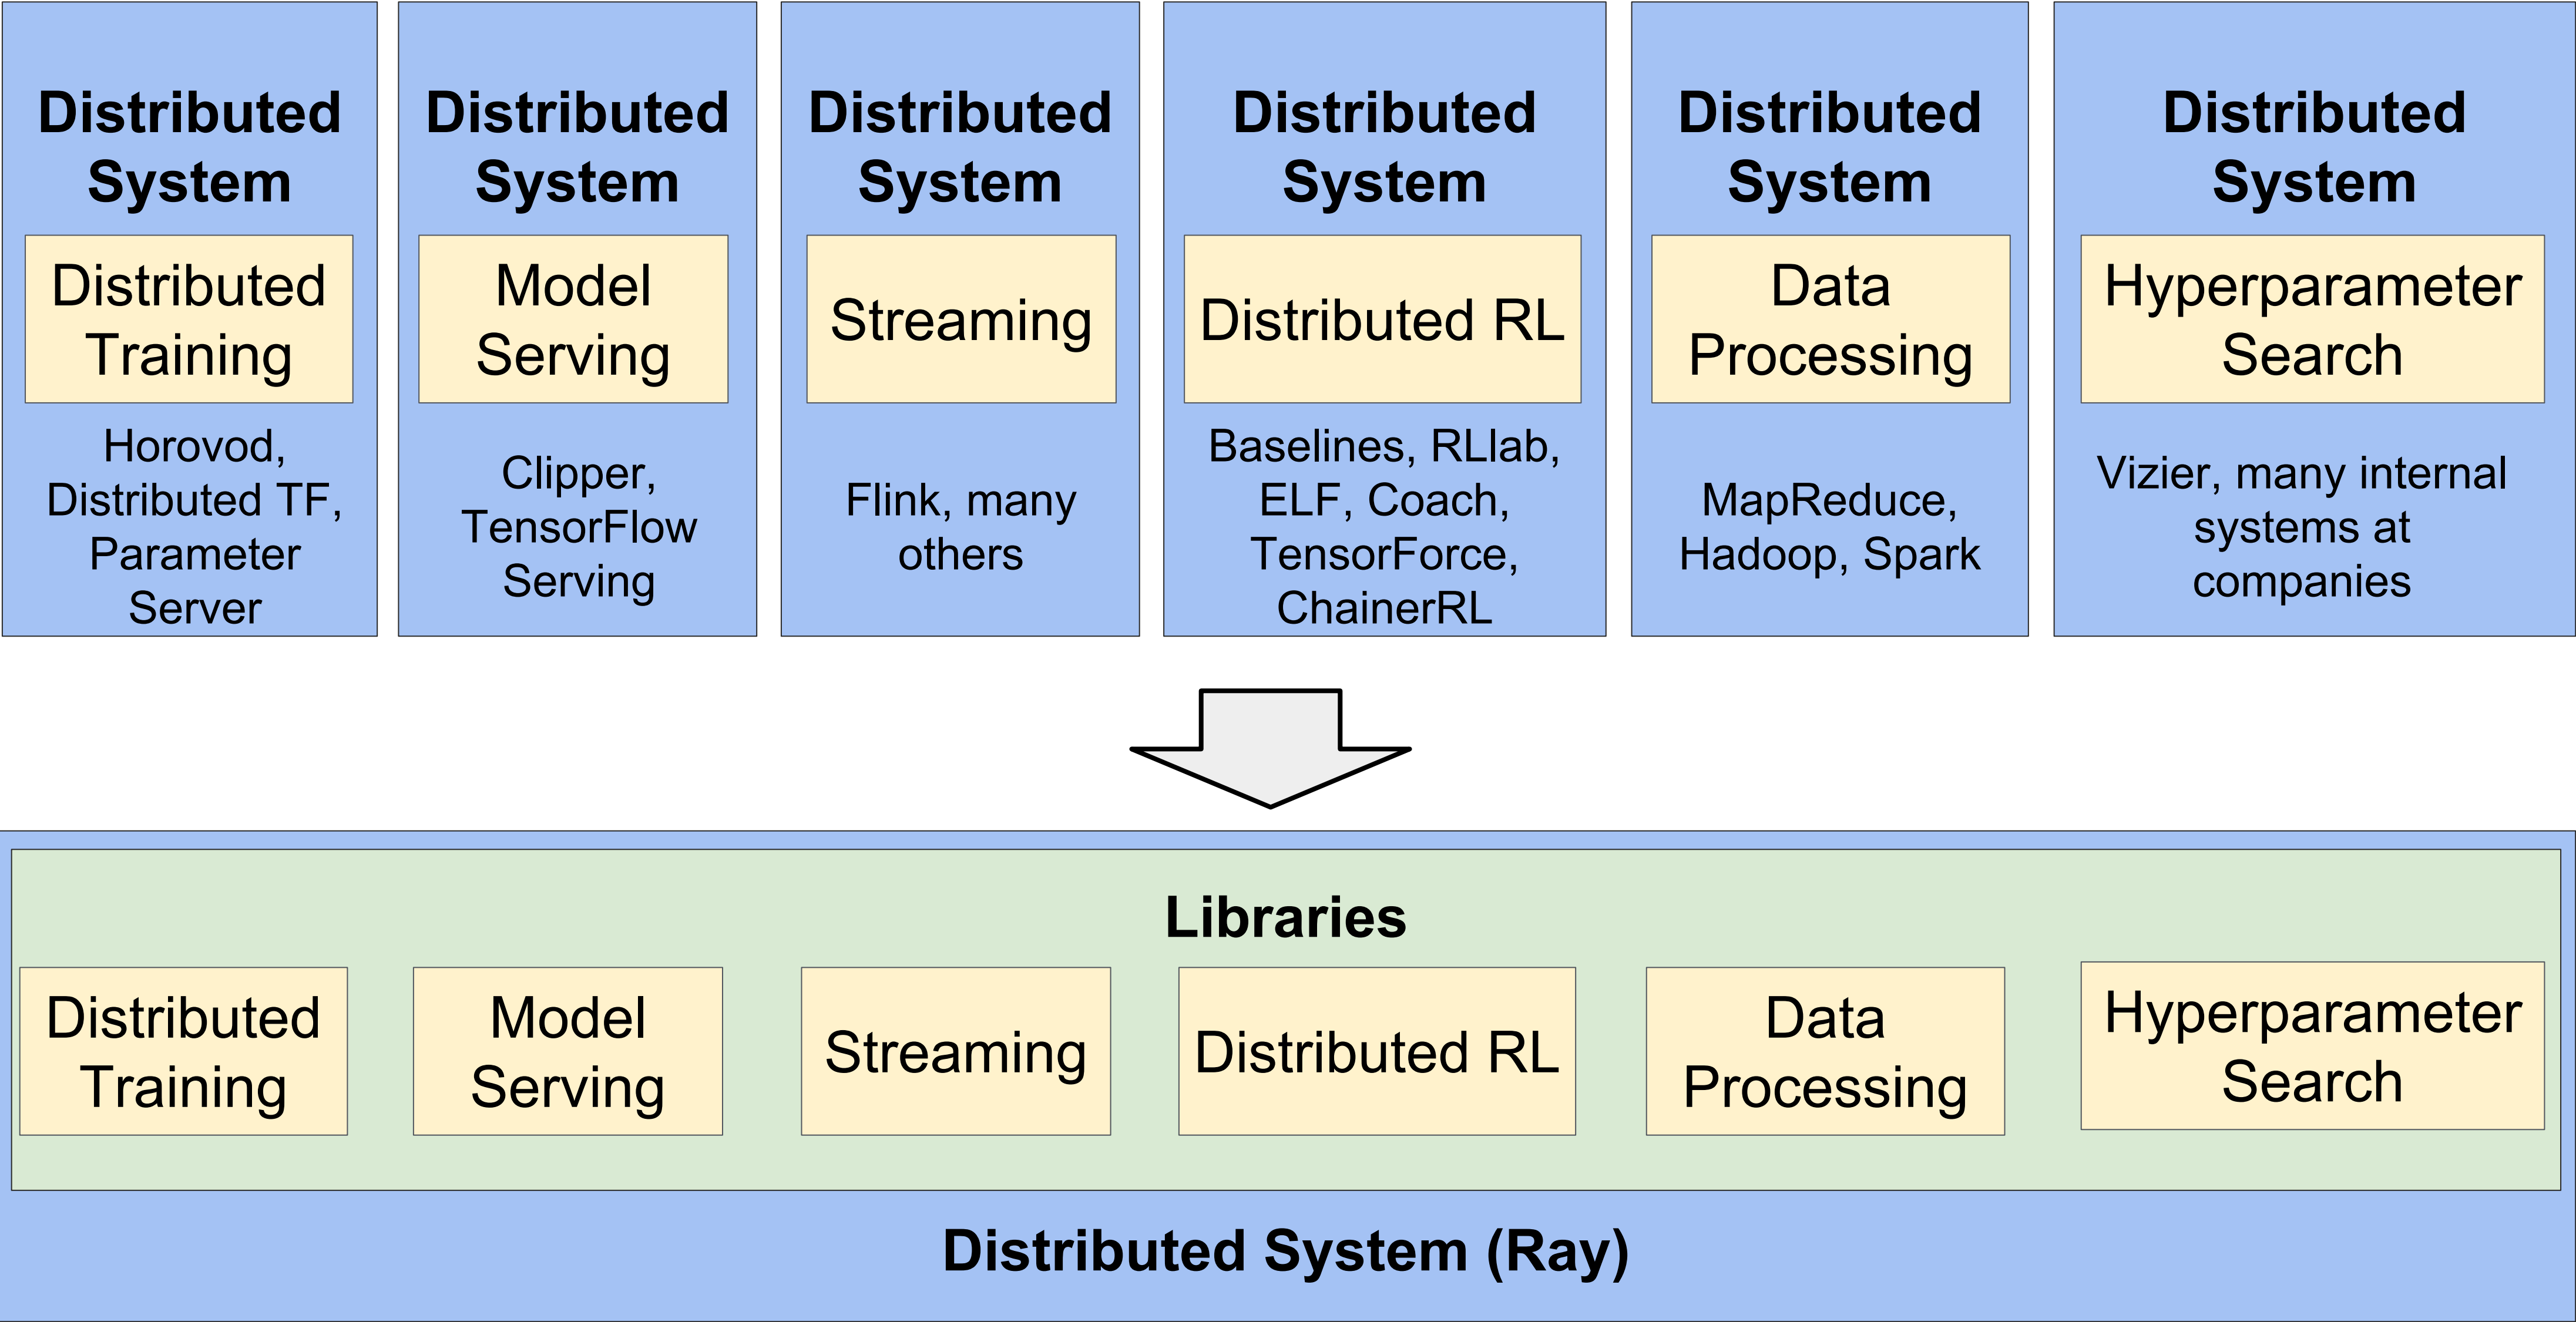 Distributed
System
Distributed
Training
Horovod,
Distributed TF,
Parameter
Server
Distributed
System
Model
Serving
Clipper,
TensorFlow
Serving
Distributed
System
Streaming
Flink, many
others
Distributed
System
Distributed RL
Baselines, RLlab,
ELF, Coach,
TensorForce,
ChainerRL
Distributed
System
Data
Processing
MapReduce,
Hadoop, Spark
Distributed
System
Hyperparameter
Search
Vizier, many internal
systems at
companies
Libraries
Distributed
Training
Model
Serving
Streaming
Distributed RL
Data
Processing
Hyperparameter
Search
Distributed System (Ray)